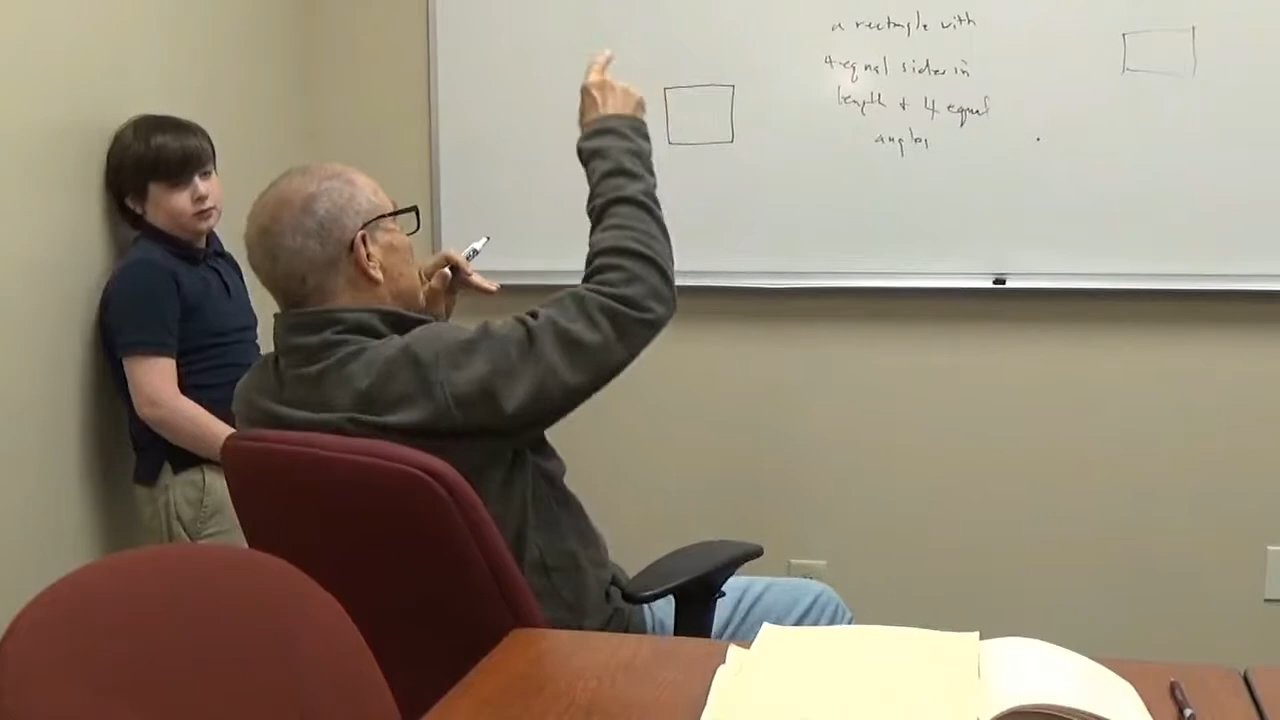 a rectangle with
4 equal sides in
length + 4 equal
angles